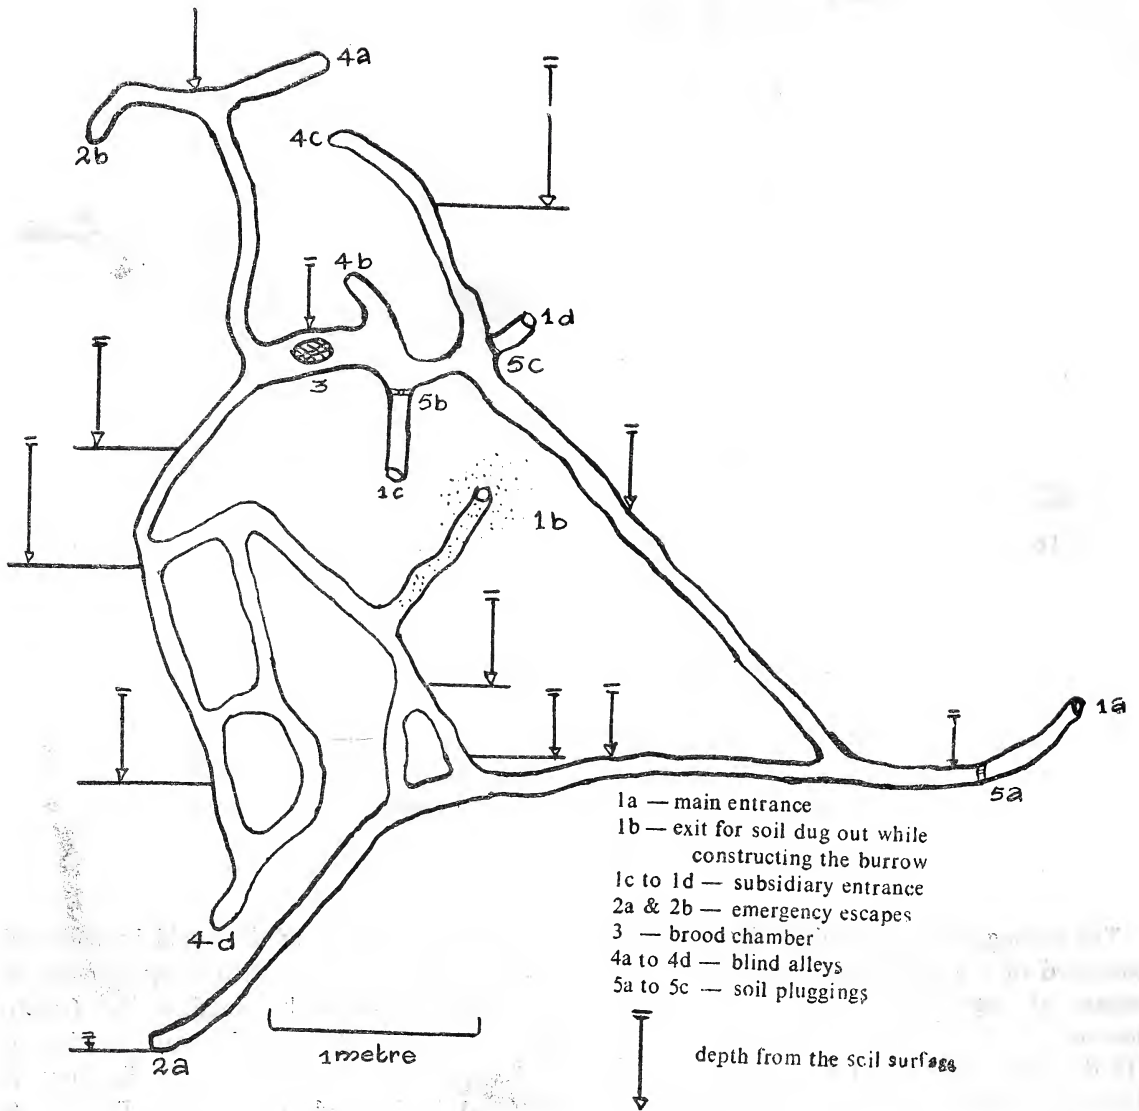 4a
2b
4c
4b
1d
5c
3
5b
1c
1b
1a
5a
1a — main entrance
1b — exit for soil dug out while
constructing the burrow
1c to 1d — subsidiary entrance
2a & 2b — emergency escapes
3 — brood chamber
4a to 4d — blind alleys
5a to 5c — soil pluggings
4-d
2a
1 metre
depth from the soil surface